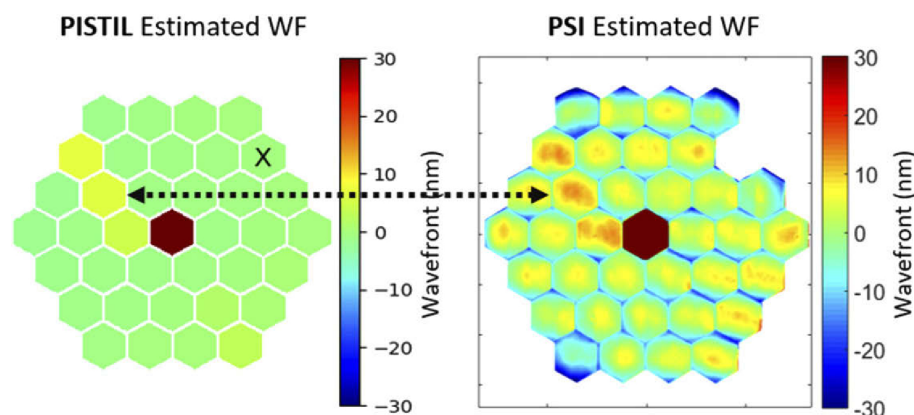 PISTIL Estimated WF
PSI Estimated WF
30
20
10
0
−10
−20
−30
Wavefront (nm)
X
30
20
10
0
-10
-20
-30
Wavefront (nm)